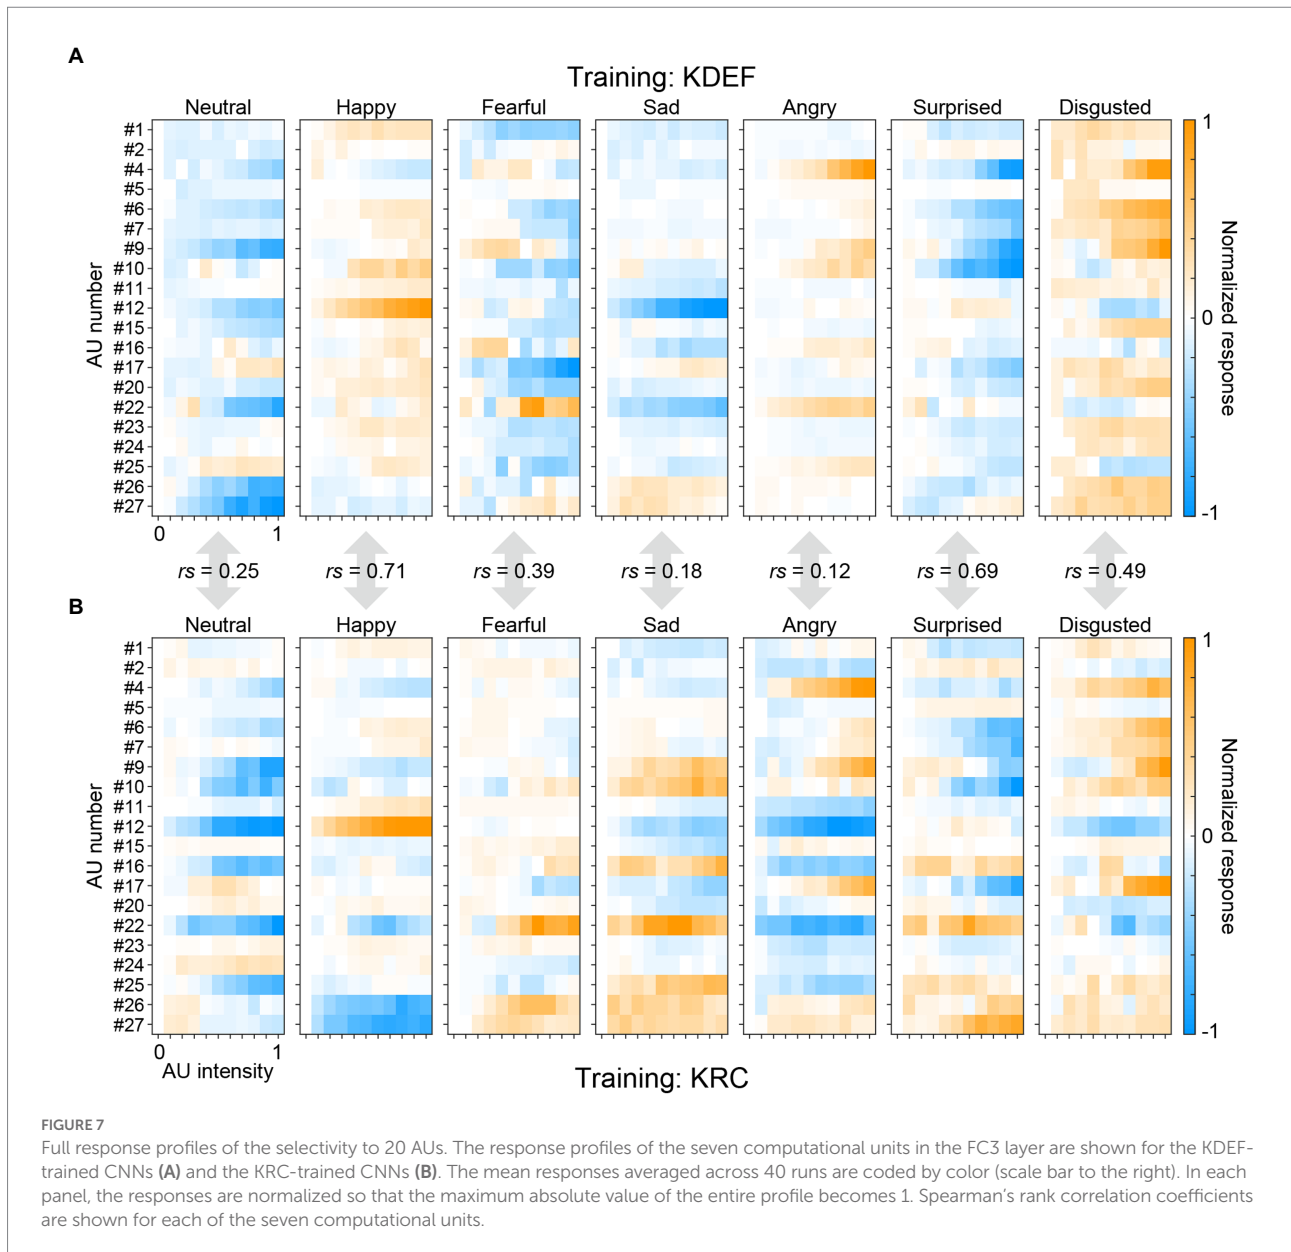 A
Training: KDEF
Neutral Happy Fearful Sad Angry Surprised Disgusted
#1
#2
#4
#5
#6
#7
#9
#10
#11
#12
#15
#16
#17
#20
#22
#23
#24
#25
#26
#27
AU number
0 1
1
0
-1
Normalized response
rs = 0.25 rs = 0.71 rs = 0.39 rs = 0.18 rs = 0.12 rs = 0.69 rs = 0.49
B
Neutral Happy Fearful Sad Angry Surprised Disgusted
#1
#2
#4
#5
#6
#7
#9
#10
#11
#12
#15
#16
#17
#20
#22
#23
#24
#25
#26
#27
AU number
0 1
AU intensity
1
0
-1
Normalized response
Training: KRC
FIGURE 7
Full response profiles of the selectivity to 20 AUs. The response profiles of the seven computational units in the FC3 layer are shown for the KDEF-
trained CNNs (A) and the KRC-trained CNNs (B). The mean responses averaged across 40 runs are coded by color (scale bar to the right). In each
panel, the responses are normalized so that the maximum absolute value of the entire profile becomes 1. Spearman's rank correlation coefficients
are shown for each of the seven computational units.